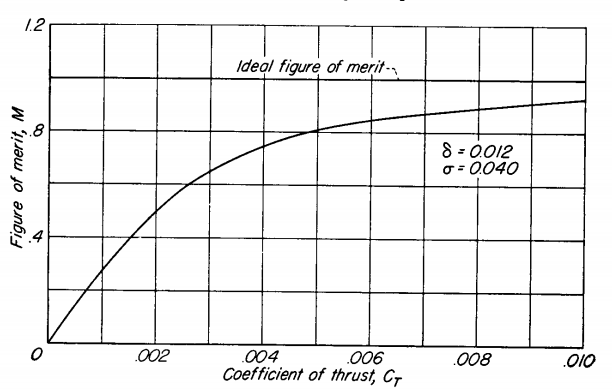 1.2
Ideal figure of merit
.8
δ = 0.012
σ = 0.040
Figure of merit, M
.4
0 .002 .004 .006 .008 .010
Coefficient of thrust, C_T